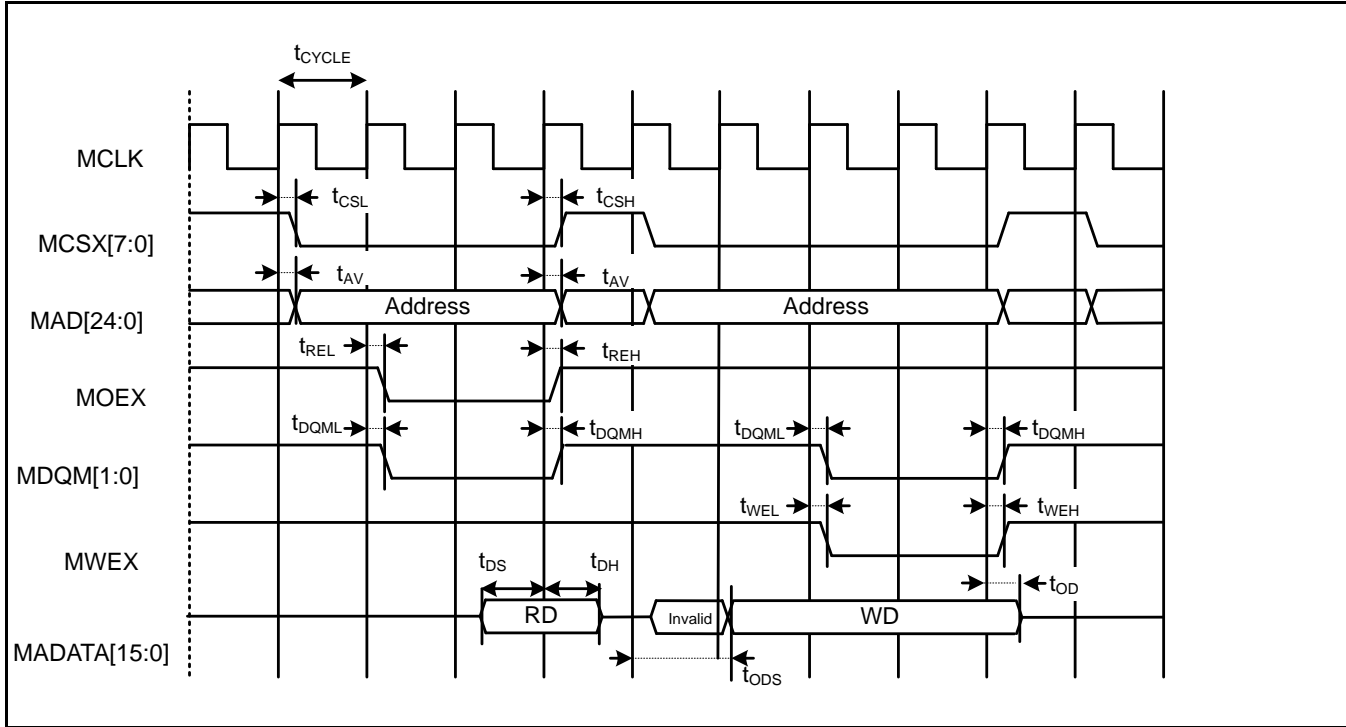 tCYCLE
MCLK
tCSL
tCSH
MCSX[7:0]
tAV
tAV
MAD[24:0]
Address
Address
tREL
tREH
MOEX
tDQML
tDQMH
tDQML
tDQMH
MDQM[1:0]
tWEL
tWEH
MWEX
tDS
tDH
tOD
RD
Invalid
WD
MADATA[15:0]
tODS